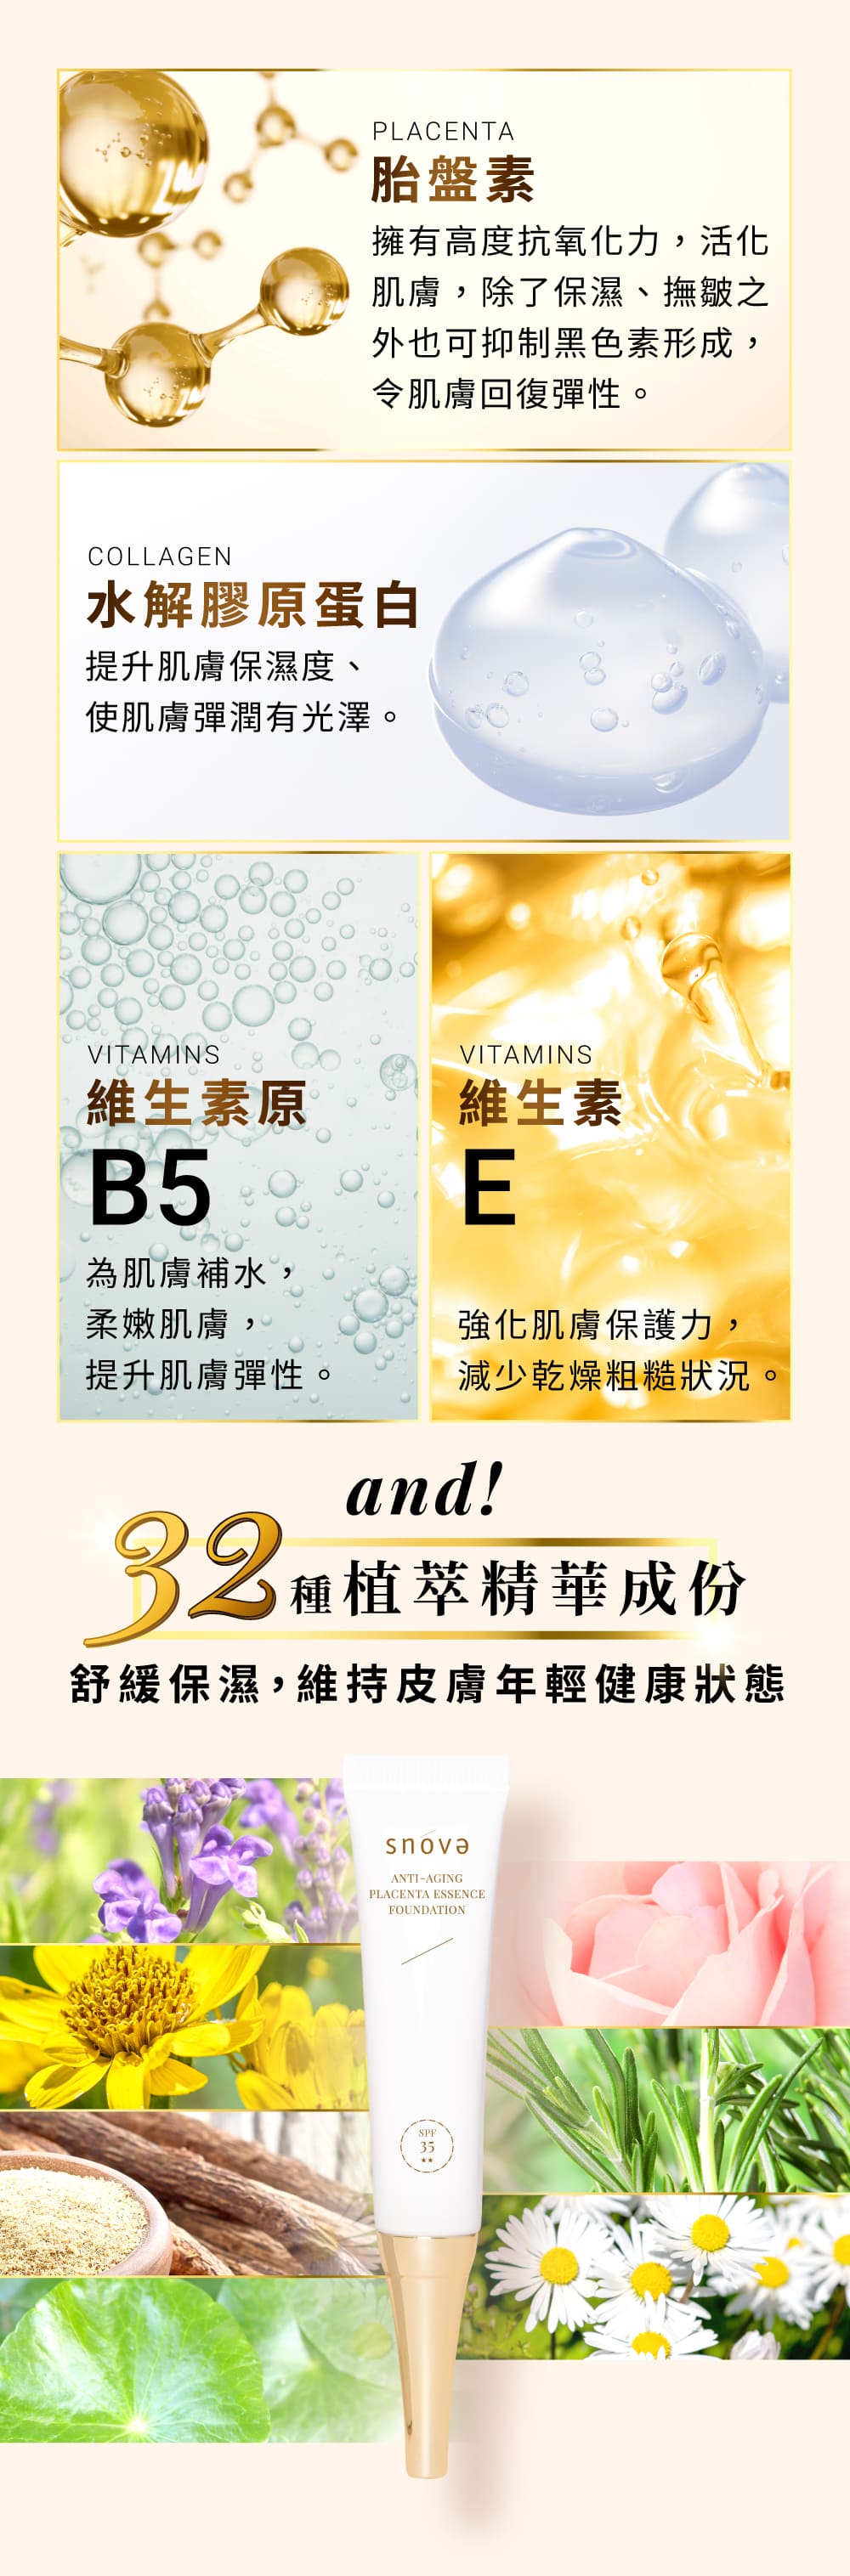 PLACENTA
胎盤素
擁有高度抗氧化力，活化
肌膚，除了保濕、撫皺之
外也可抑制黑色素形成，
令肌膚回復彈性。
COLLAGEN
水解膠原蛋白
提升肌膚保濕度、
使肌膚彈潤有光澤。
VITAMINS
維生素原
B5
為肌膚補水，
柔嫩肌膚，
提升肌膚彈性。
VITAMINS
維生素
E
強化肌膚保護力，
減少乾燥粗糙狀況。
and!
32種植萃精華成份
舒緩保濕，維持皮膚年輕健康狀態
snova
ANTI-AGING
PLACENTA ESSENCE
FOUNDATION
SPF
35
★★